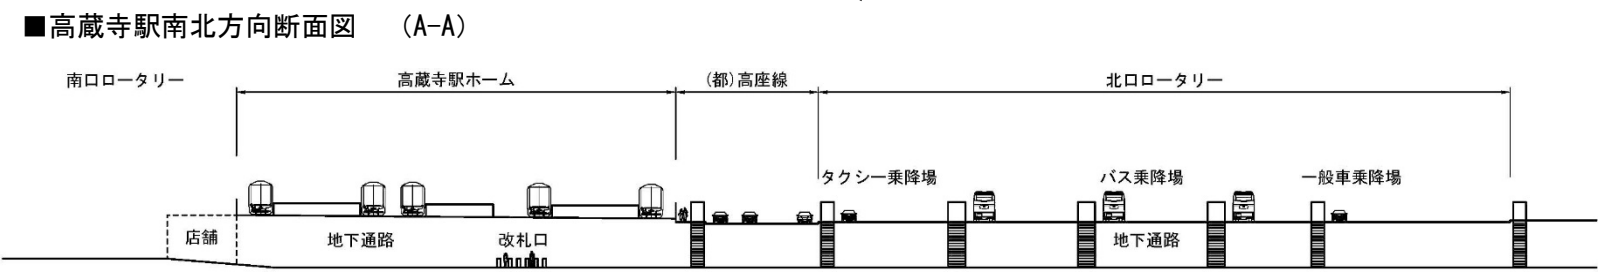 ■高蔵寺駅南北方向断面図　（A-A）
南口ロータリー
高蔵寺駅ホーム
(都)高座線
北口ロータリー
タクシー乗降場
バス乗降場
一般車乗降場
店舗
地下通路
改札口
地下通路